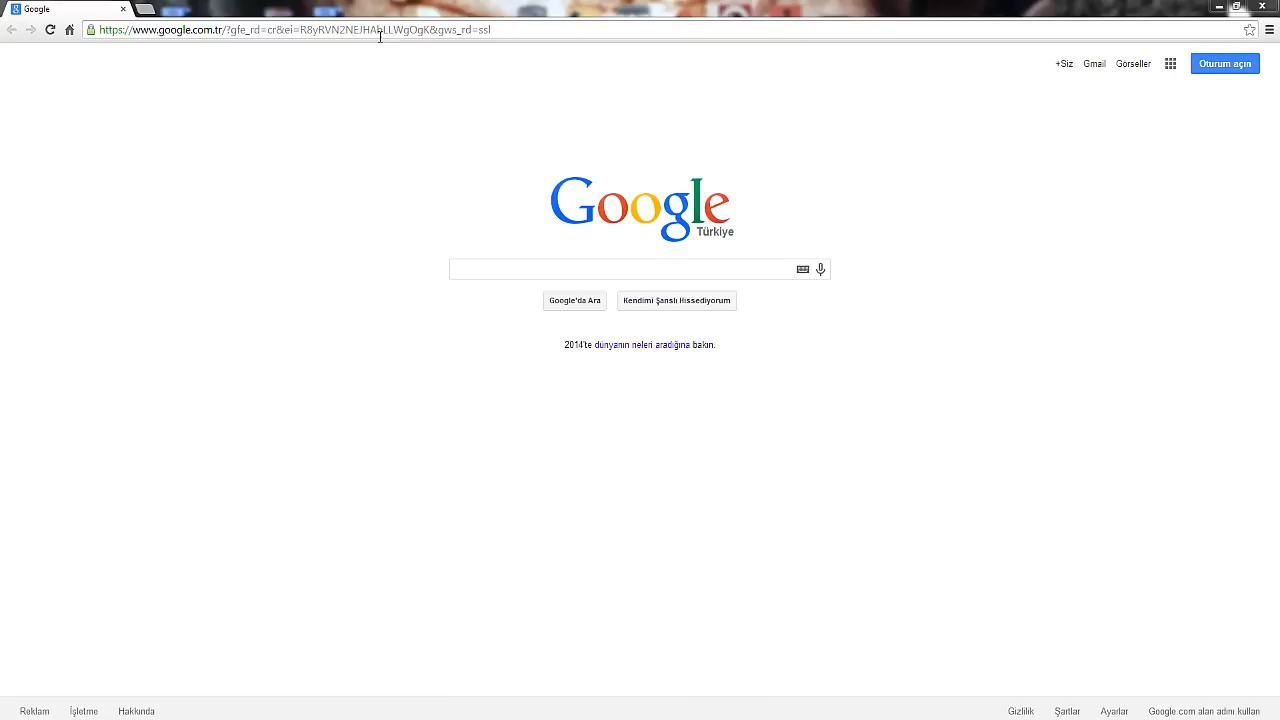 Google
https://www.google.com.tr/?gfe_rd=cr&ei=R8yRVN2NEJHAbLLWgOgK&gws_rd=ssl
+Siz Gmail Görseller Oturum açın
Google
Türkiye
Google'da Ara Kendimi Şanslı Hissediyorum
2014'te dünyanın neleri aradığına bakın.
Reklam İşletme Hakkında Gizlilik Şartlar Ayarlar Google.com alan adını kullan